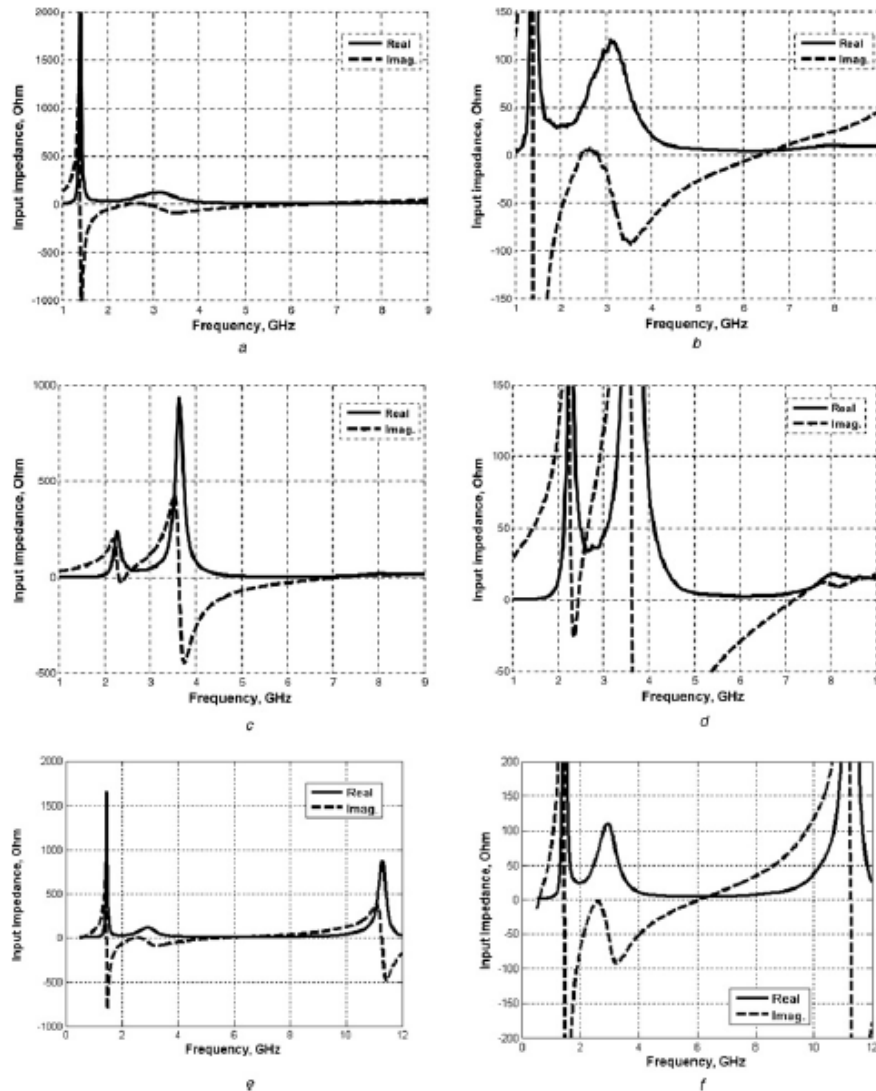 2000
1500
1000
500
0
-500
-1000
Input impedance, Ohm
Real
Imag.
1 2 3 4 5 6 7 8 9
Frequency, GHz
a
150
100
50
0
-50
-100
-150
Input impedance, Ohm
Real
Imag.
1 2 3 4 5 6 7 8
Frequency, GHz
b
1000
500
0
-500
Input impedance, Ohm
Real
Imag.
1 2 3 4 5 6 7 8 9
Frequency, GHz
c
150
100
50
0
-50
Input impedance, Ohm
Real
Imag.
1 2 3 4 5 6 7 8
Frequency, GHz
d
2000
1500
1000
500
0
-500
-1000
Input Impedance, Ohm
Real
Imag.
2 4 6 8 10 12
Frequency, GHz
e
200
150
100
50
0
-50
-100
-150
-200
Input Impedance, Ohm
Real
Imag.
0 2 4 6 8 10 12
Frequency, GHz
f